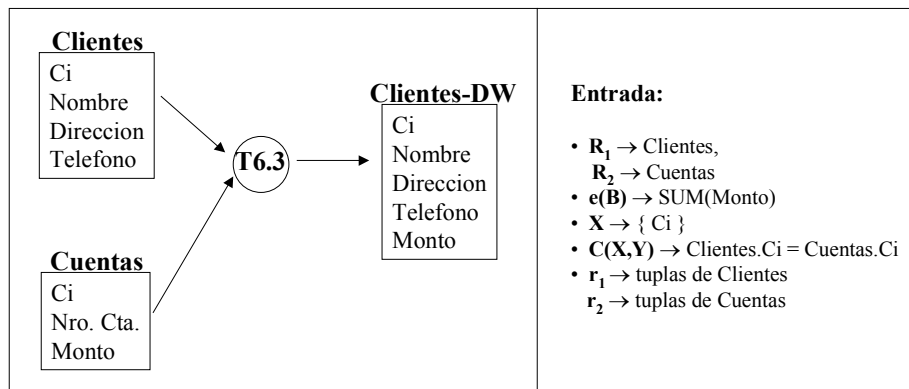 Clientes
Ci
Nombre
Direccion
Telefono
T6.3
Cuentas
Ci
Nro. Cta.
Monto
Clientes-DW
Ci
Nombre
Direccion
Telefono
Monto
Entrada:
• R1 → Clientes,
R2 → Cuentas
• e(B) → SUM(Monto)
• X → { Ci }
• C(X,Y) → Clientes.Ci = Cuentas.Ci
• r1 → tuplas de Clientes
r2 → tuplas de Cuentas